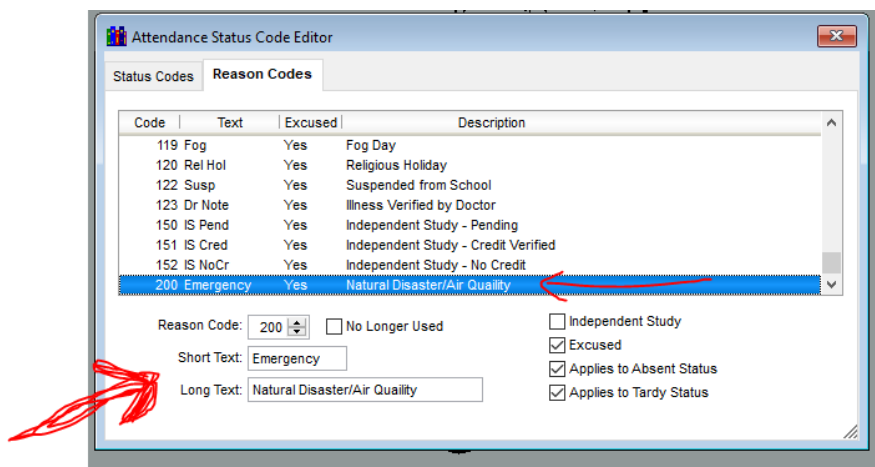 Attendance Status Code Editor
Status Codes Reason Codes
Code Text Excused Description
119 Fog Yes Fog Day
120 Rel Hol Yes Religious Holiday
122 Susp Yes Suspended from School
123 Dr Note Yes Illness Verified by Doctor
150 IS Pend Yes Independent Study - Pending
151 IS Cred Yes Independent Study - Credit Verified
152 IS NoCr Yes Independent Study - No Credit
200 Emergency Yes Natural Disaster/Air Quaility
Reason Code: 200 No Longer Used
Short Text: Emergency
Long Text: Natural Disaster/Air Quaility
Independent Study
Excused
Applies to Absent Status
Applies to Tardy Status